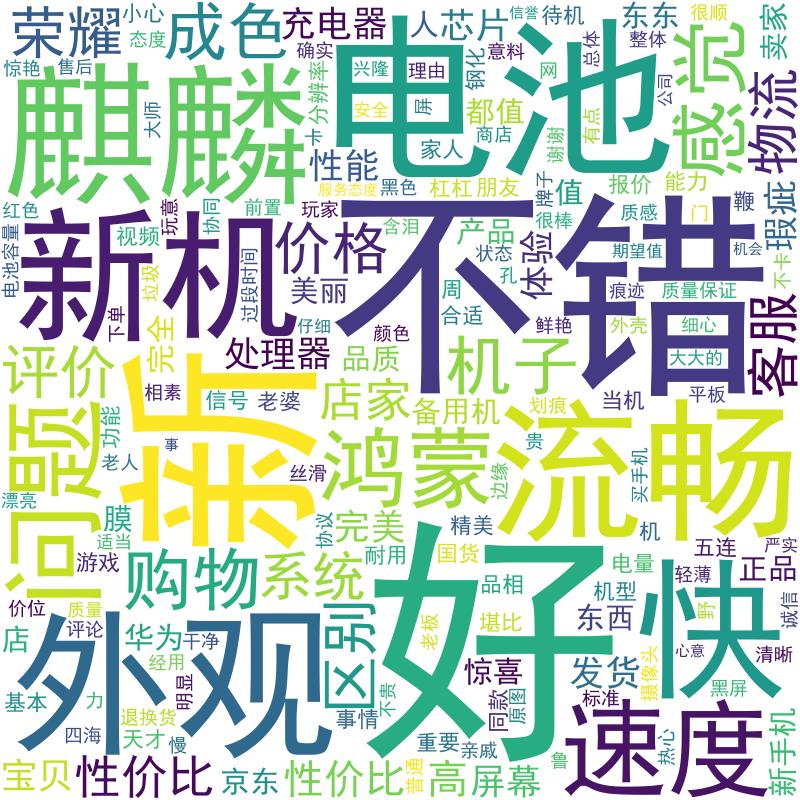 荣耀
小心
态度
惊艳
售后
成色
充电器
确实
大师
麒麟
分辨率
卡
人
芯片
信誉
待机
很顺
东东
整体
总体
卖家
兴隆
理由
钢化
意料
网
电池
安全
屏
都值
商店
家人
谢谢
有点
公司
感觉
物流
性能
服务态度
黑色
杠杠
朋友
牌子
值
报价
能力
红色
电池容量
玩意
协同
前置
玩家
含泪
产品
很棒
质感
门
鞭
瑕疵
视频
新机
价格
不错
状态
孔
体验
期望值
机会
不卡
垃圾
下单
过段时间
美丽
仔细
周
合适
鲜艳
痕迹
外壳
质量保证
细心
客服
评价
完全
处理器
颜色
品质
机子
大大的
相素
信号
老婆
店家
备用机
划痕
当机
平板
问题
功能
新
事
老人
丝滑
鸿蒙
流畅
贵
边缘
买手机
漂亮
膜
适当
协议
完美
精美
机
游戏
购物
系统
耐用
国货
电量
五连
严实
价位
质量
好
品相
机型
轻薄
正品
店
评论
华为
干净
区别
老板
堪比
东西
快
野
诚信
外观
经用
明显
惊喜
发货
摄像头
心意
清晰
基本
力
退换货
不贵
同款
原图
标准
黑屏
四海
天才
慢
事情
重要
亲戚
鲁
热心
速度
新手机
宝贝
性价比
京东
性价比
普通
高屏幕